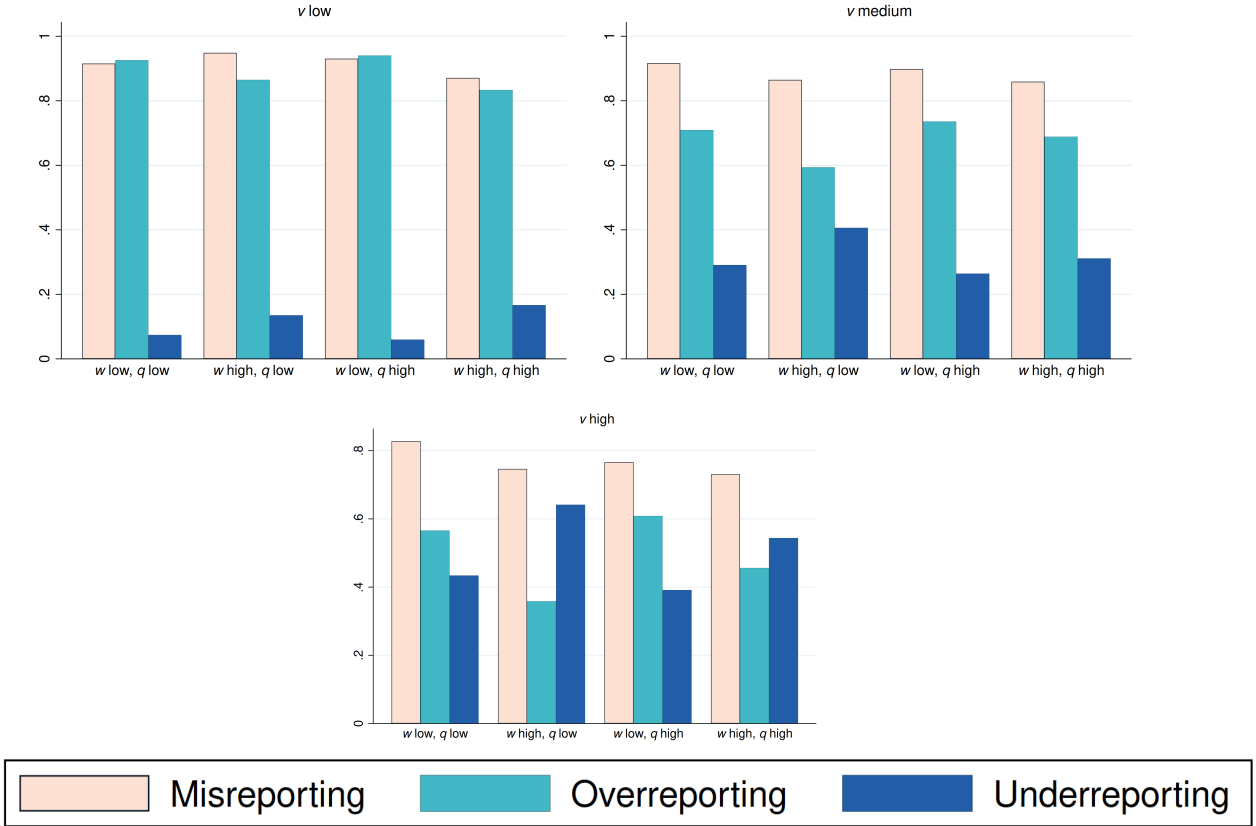 v low
1
.8
.6
.4
.2
0
w low, q low w high, q low w low, q high w high, q high
v medium
1
.8
.6
.4
.2
0
w low, q low w high, q low w low, q high w high, q high
v high
.8
.6
.4
.2
0
w low, q low w high, q low w low, q high w high, q high
Misreporting Overreporting Underreporting